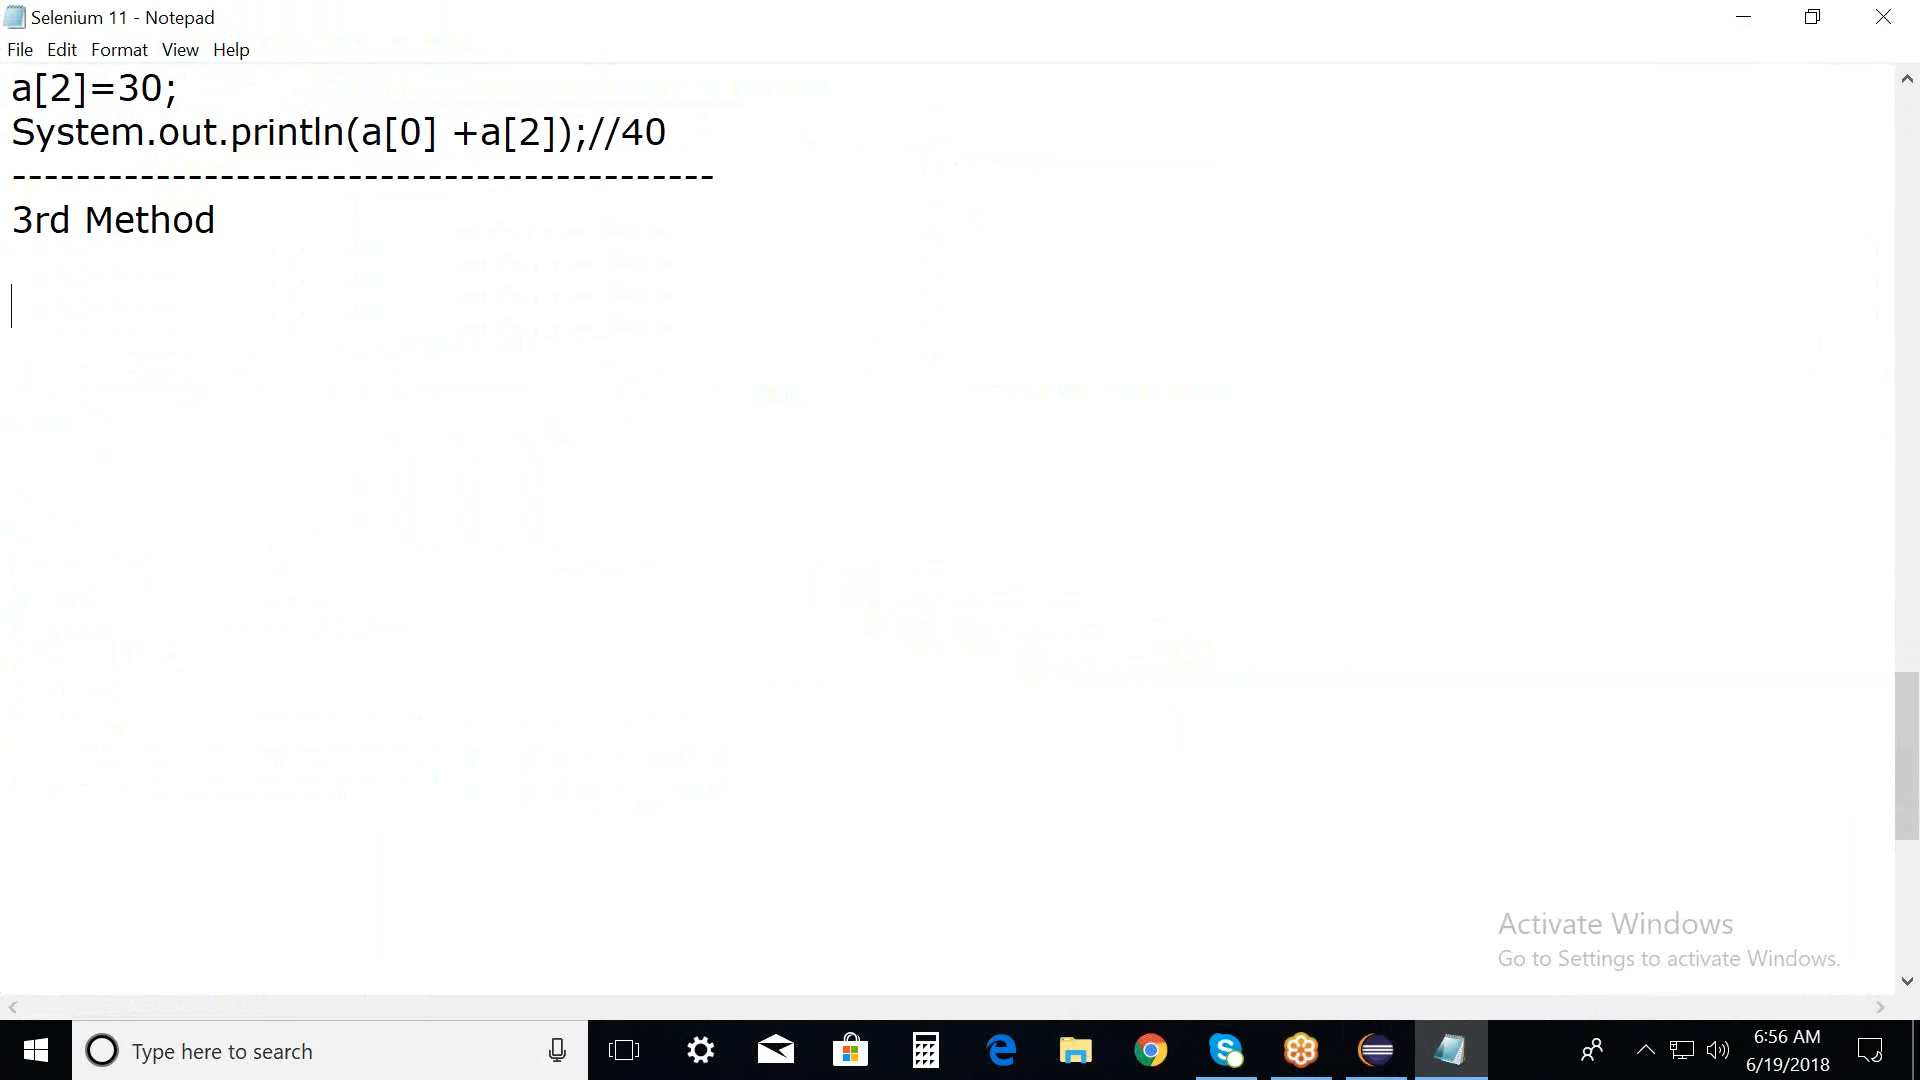 Selenium 11 - Notepad
File Edit Format View Help
a[2]=30;
System.out.println(a[0] +a[2]);//40
--------------------------------------------
3rd Method
Activate Windows
Go to Settings to activate Windows.
Type here to search
6:56 AM
6/19/2018